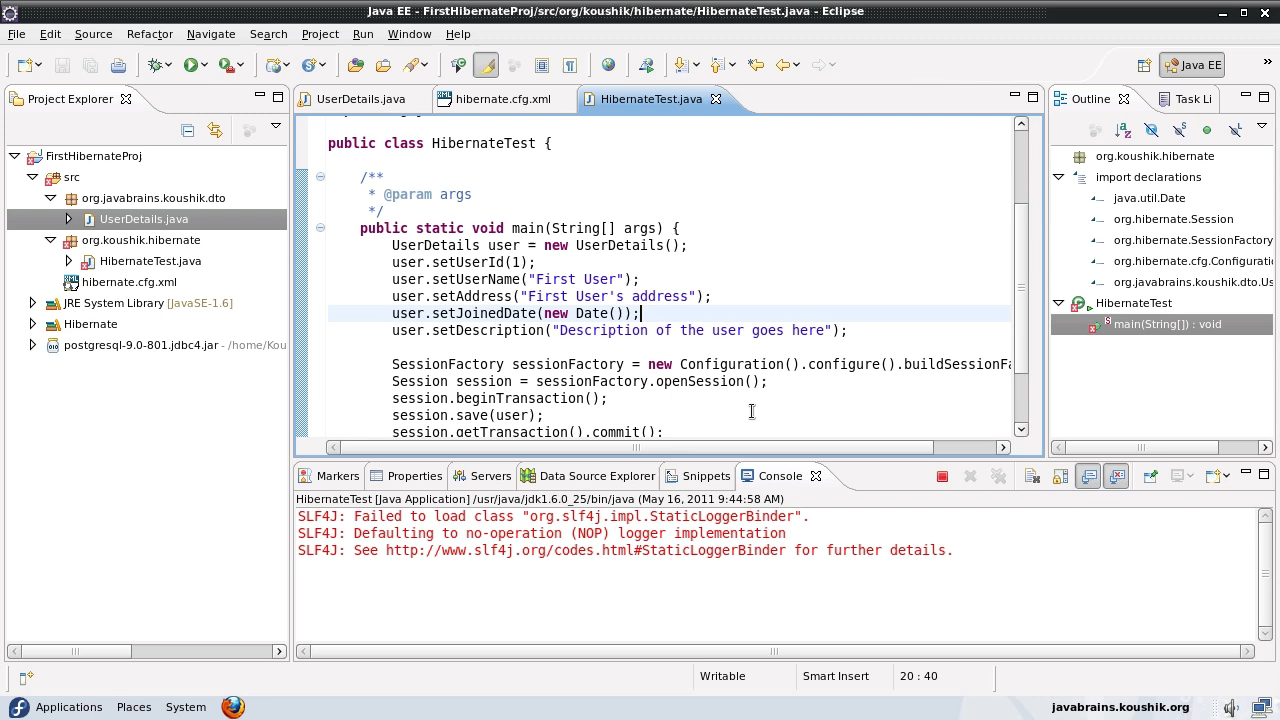 Java EE - FirstHibernateProj/src/org/koushik/hibernate/HibernateTest.java - Eclipse
File Edit Source Refactor Navigate Search Project Run Window Help
Java EE
Project Explorer
UserDetails.java hibernate.cfg.xml HibernateTest.java
Outline Task Li
FirstHibernateProj
src
org.javabrains.koushik.dto
UserDetails.java
org.koushik.hibernate
HibernateTest.java
hibernate.cfg.xml
JRE System Library [JavaSE-1.6]
Hibernate
postgresql-9.0-801.jdbc4.jar - /home/Kou
public class HibernateTest {
/**
* @param args
*/
public static void main(String[] args) {
UserDetails user = new UserDetails();
user.setUserId(1);
user.setUserName("First User");
user.setAddress("First User's address");
user.setJoinedDate(new Date());
user.setDescription("Description of the user goes here");
SessionFactory sessionFactory = new Configuration().configure().buildSessionFa
Session session = sessionFactory.openSession();
session.beginTransaction();
session.save(user);
session.getTransaction().commit();
org.koushik.hibernate
import declarations
java.util.Date
org.hibernate.Session
org.hibernate.SessionFactory
org.hibernate.cfg.Configurati
org.javabrains.koushik.dto.Us
HibernateTest
main(String[]) : void
Markers Properties Servers Data Source Explorer Snippets Console
HibernateTest [Java Application] /usr/java/jdk1.6.0_25/bin/java (May 16, 2011 9:44:58 AM)
SLF4J: Failed to load class "org.slf4j.impl.StaticLoggerBinder".
SLF4J: Defaulting to no-operation (NOP) logger implementation
SLF4J: See http://www.slf4j.org/codes.html#StaticLoggerBinder for further details.
Writable Smart Insert 20 : 40
Applications Places System
javabrains.koushik.org